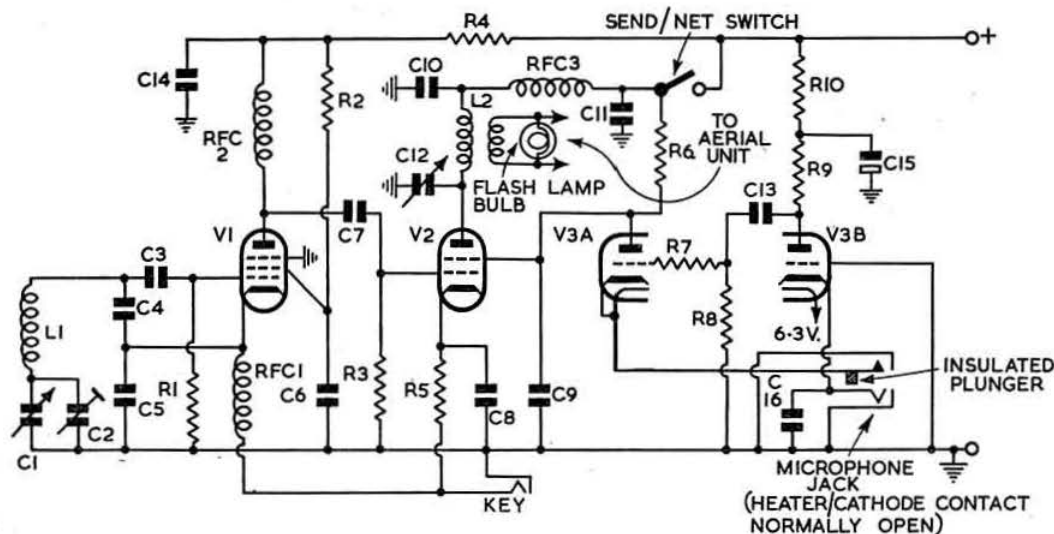 SEND/NET SWITCH
R4
+
C14
C10
RFC3
R10
R2
L2
C11
TO
AERIAL
UNIT
RFC
2
R6
C15
C12
R9
FLASH LAMP
BULB
C13
V1
C7
V2
V3A
R7
V3B
C3
C4
R8
6·3V.
L1
INSULATED
PLUNGER
R1
RFC1
C6
R3
R5
C5
C8
C9
C
16
C2
C1
KEY
MICROPHONE
JACK
(HEATER/CATHODE CONTACT
NORMALLY OPEN)